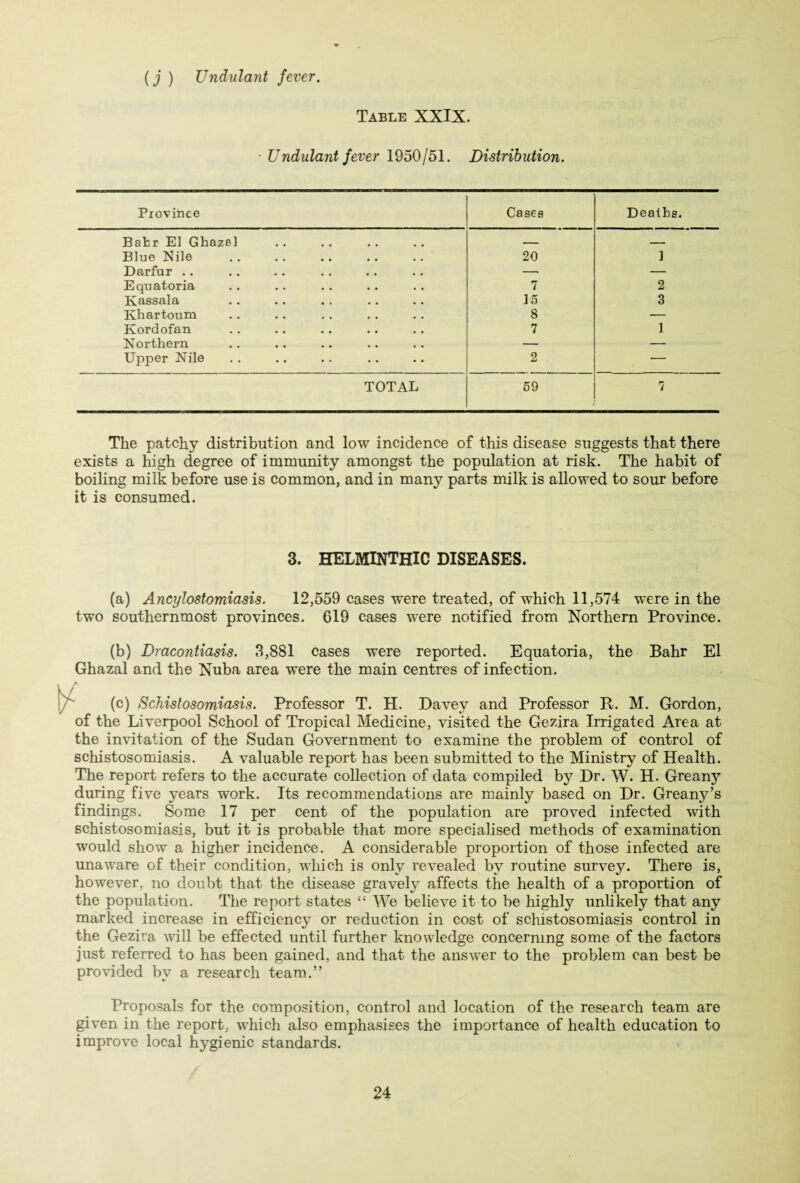 (j) Undulant fever.
TABLE XXIX.
Undulant fever 1950/51. Distribution.
Province Cases Deaths.
Bahr El Ghazal .. .. .. .. — —
Blue Nile .. .. .. .. .. 20 1
Darfur .. .. .. .. .. .. — —
Equatoria .. .. .. .. .. 7 2
Kassala .. .. .. .. .. 15 3
Khartoum .. .. .. .. .. 8 —
Kordofan .. .. .. .. .. 7 1
Northern .. .. .. .. .. — —
Upper Nile .. .. .. .. .. 2 —
TOTAL 59 7
The patchy distribution and low incidence of this disease suggests that there
exists a high degree of immunity amongst the population at risk. The habit of
boiling milk before use is common, and in many parts milk is allowed to sour before
it is consumed.
3. HELMINTHIC DISEASES.
(a) Ancylostomiasis. 12,559 cases were treated, of which 11,574 were in the
two southernmost provinces. 619 cases were notified from Northern Province.
(b) Dracontiasis. 3,881 cases were reported. Equatoria, the Bahr El
Ghazal and the Nuba area were the main centres of infection.
(c) Schistosomiasis. Professor T. H. Davey and Professor R. M. Gordon,
of the Liverpool School of Tropical Medicine, visited the Gezira Irrigated Area at
the invitation of the Sudan Government to examine the problem of control of
schistosomiasis. A valuable report has been submitted to the Ministry of Health.
The report refers to the accurate collection of data compiled by Dr. W. H. Greany
during five years work. Its recommendations are mainly based on Dr. Greany's
findings. Some 17 per cent of the population are proved infected with
schistosomiasis, but it is probable that more specialised methods of examination
would show a higher incidence. A considerable proportion of those infected are
unaware of their condition, which is only revealed by routine survey. There is,
however, no doubt that the disease gravely affects the health of a proportion of
the population. The report states “ We believe it to be highly unlikely that any
marked increase in efficiency or reduction in cost of schistosomiasis control in
the Gezira will be effected until further knowledge concerning some of the factors
just referred to has been gained, and that the answer to the problem can best be
provided by a research team.”
Proposals for the composition, control and location of the research team are
given in the report, which also emphasises the importance of health education to
improve local hygienic standards.
24